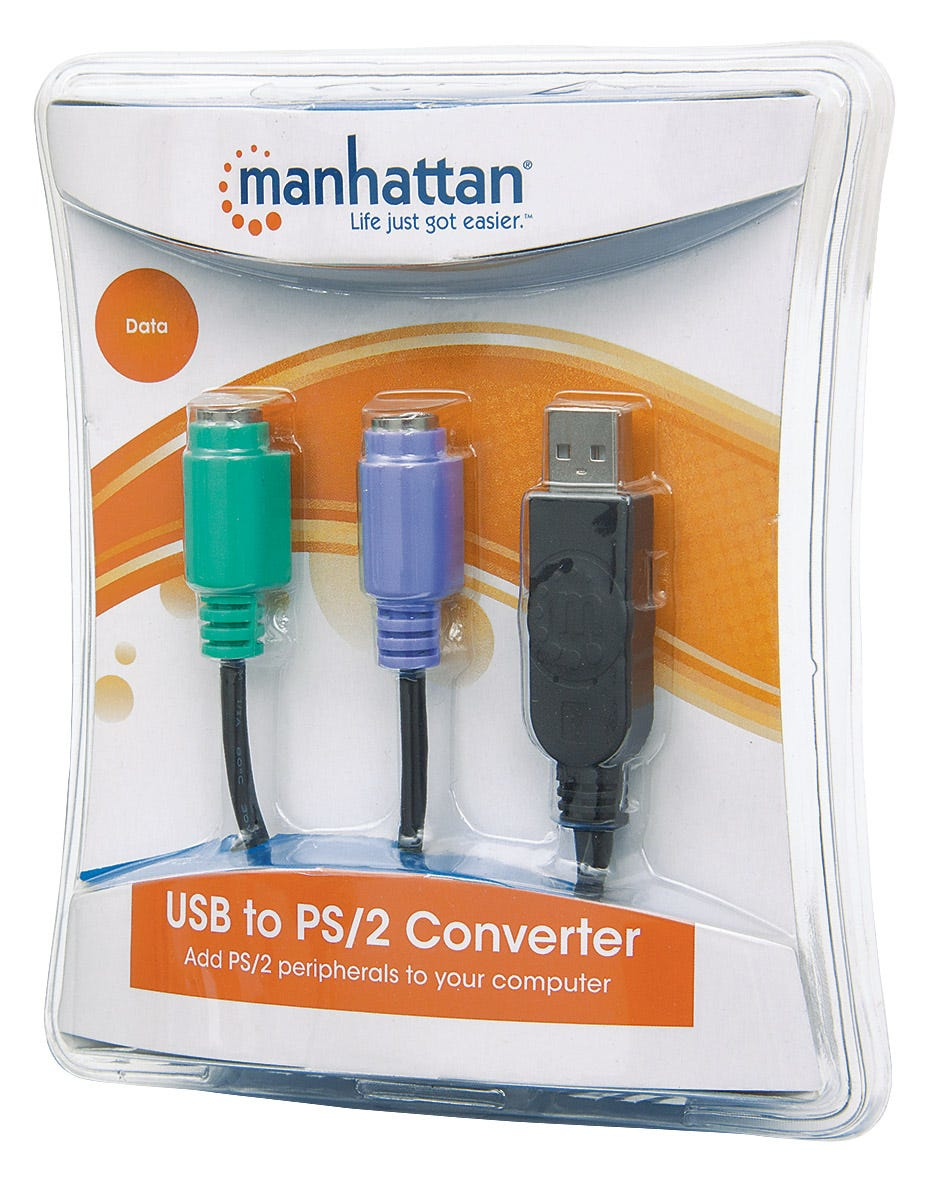 manhattan®
Life just got easier.™
Data
USB to PS/2 Converter
Add PS/2 peripherals to your computer